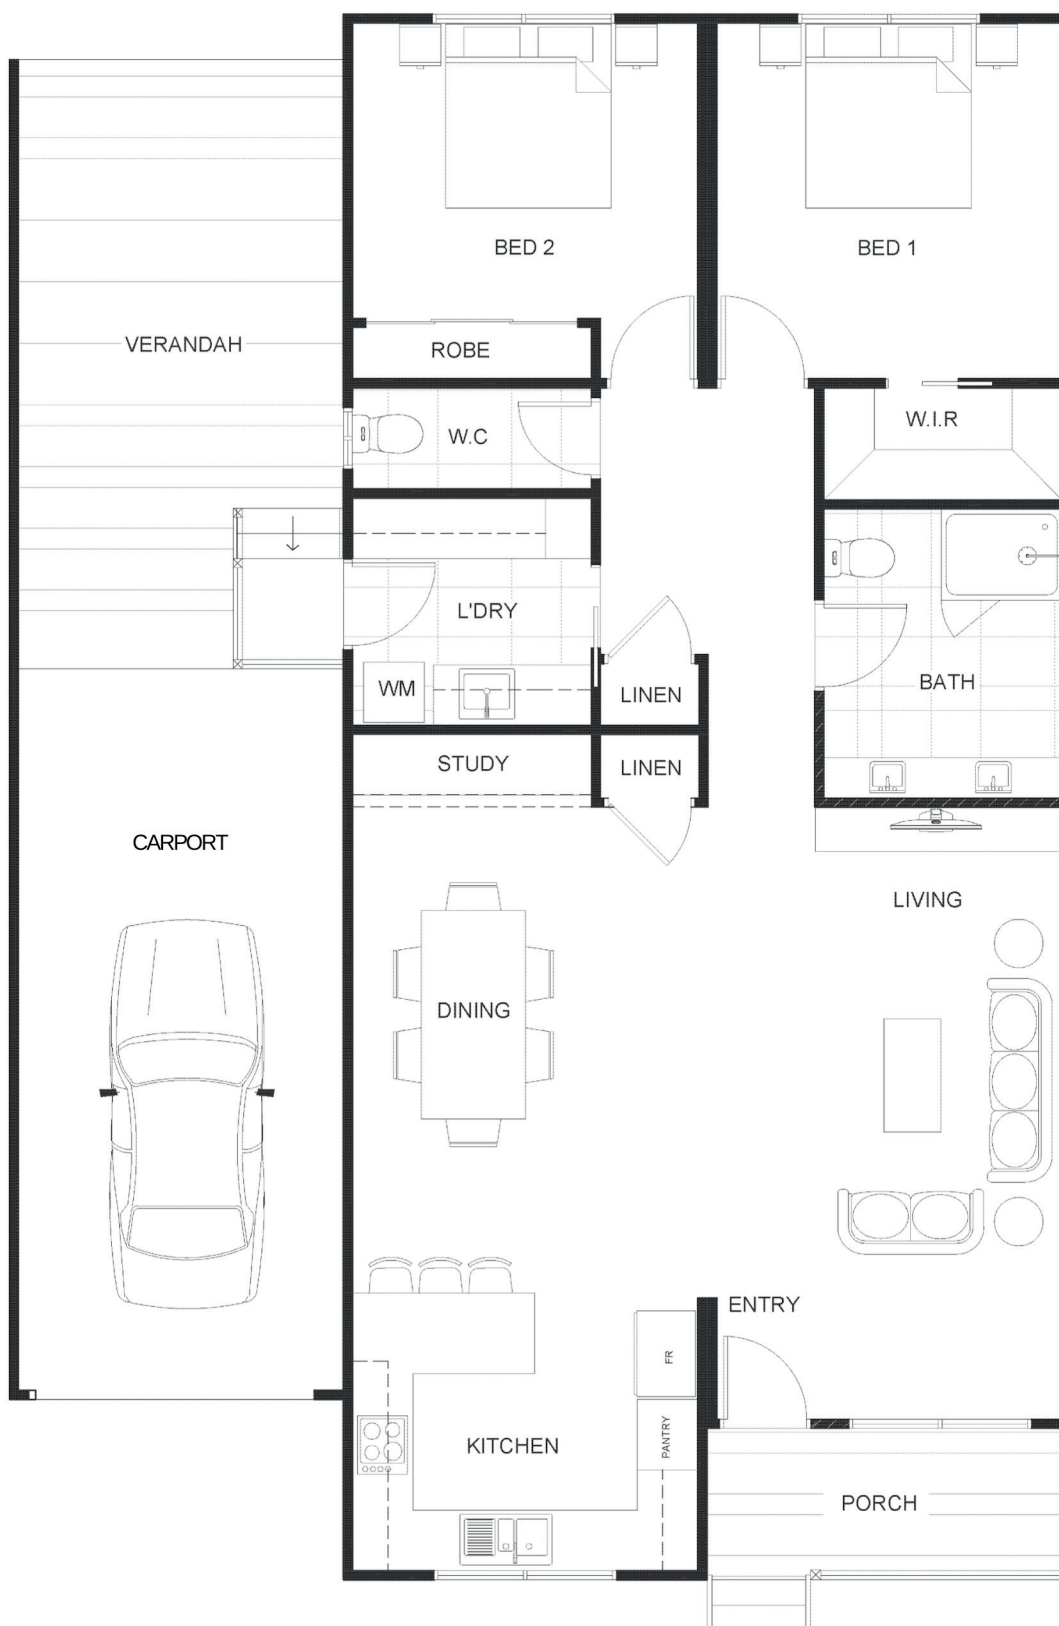 BED 2
BED 1
VERANDAH
ROBE
W.I.R
W.C
L'DRY
WM
LINEN
BATH
STUDY
LINEN
CARPORT
LIVING
DINING
ENTRY
FR
PANTRY
KITCHEN
PORCH